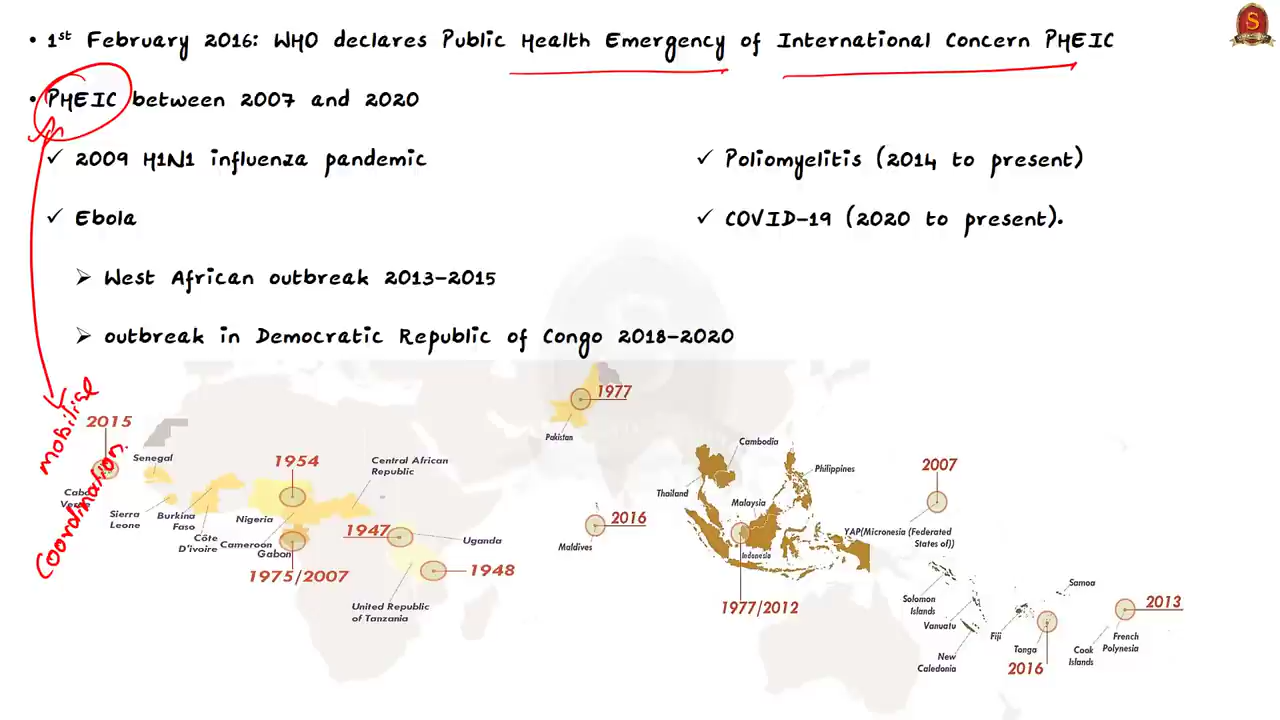 • 1st February 2016: WHO declares Public Health Emergency of International Concern PHEIC
• PHEIC between 2007 and 2020
✓ 2009 H1N1 influenza pandemic
✓ Ebola
➢ West African outbreak 2013-2015
➢ outbreak in Democratic Republic of Congo 2018-2020
✓ Poliomyelitis (2014 to present)
✓ COVID-19 (2020 to present).
mobilise
Coordination.
2015
Cabo
Verde
Senegal
Sierra
Leone
Burkina
Faso
Côte
D'ivoire
1954
Nigeria
Cameroon
Gabon
1975/2007
Central African
Republic
1947
Uganda
1948
United Republic
of Tanzania
1977
Pakistan
2016
Maldives
Cambodia
Thailand
Philippines
Malaysia
Indonesia
1977/2012
2007
YAP(Micronesia (Federated
States of))
Solomon
Islands
Vanuatu
New
Caledonia
Fiji
Samoa
Tonga
2016
Cook
Islands
2013
French
Polynesia
S